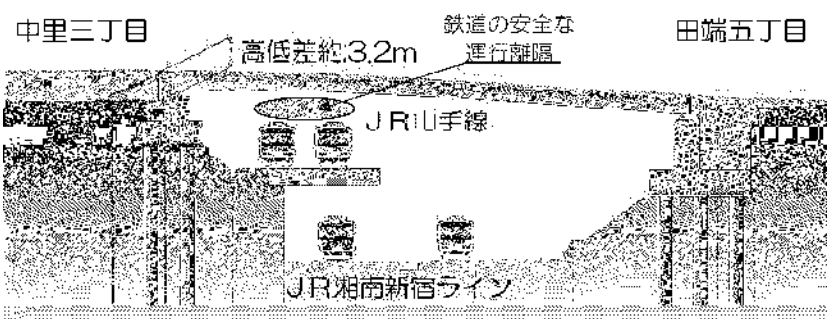 中里三丁目
高低差約3.2m
鉄道の安全な
運行離隔
田端五丁目
JR山手線
JR湘南新宿ライン